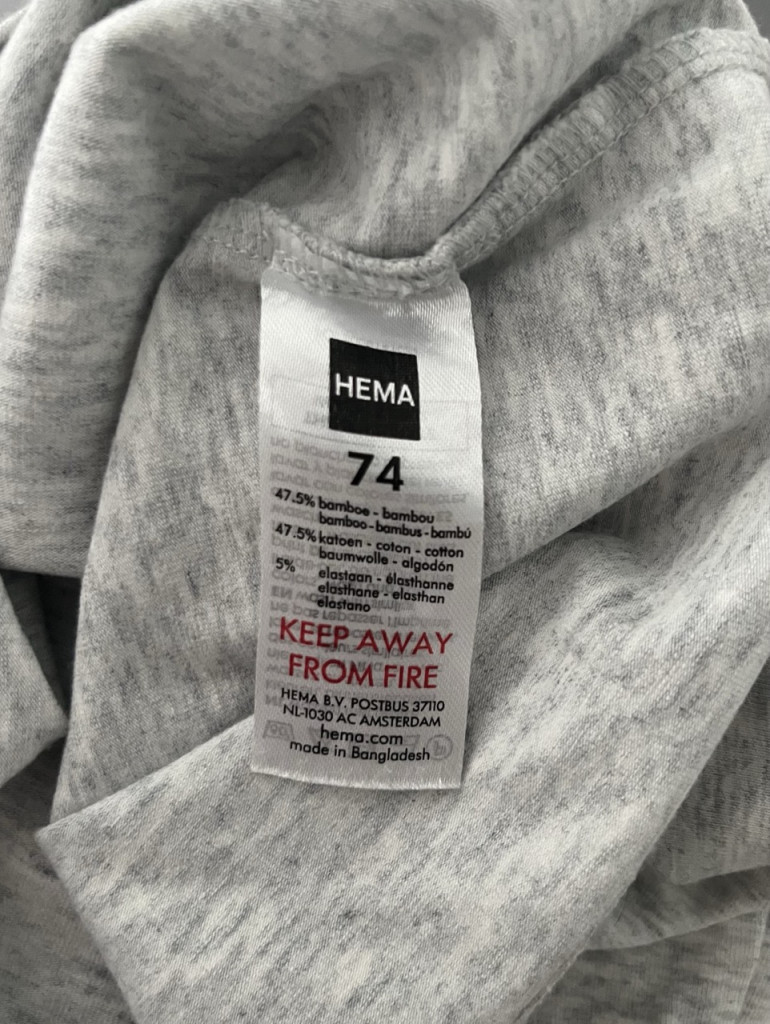 HEMA
74
47.5% bamboe - bambou
bamboo - bambus - bambú
47.5% katoen - coton - cotton
baumwolle - algodón
5% elastaan - élasthanne
elasthane - elasthan
elastano
KEEP AWAY
FROM FIRE
HEMA B.V. POSTBUS 37110
NL-1030 AC AMSTERDAM
hema.com
made in Bangladesh